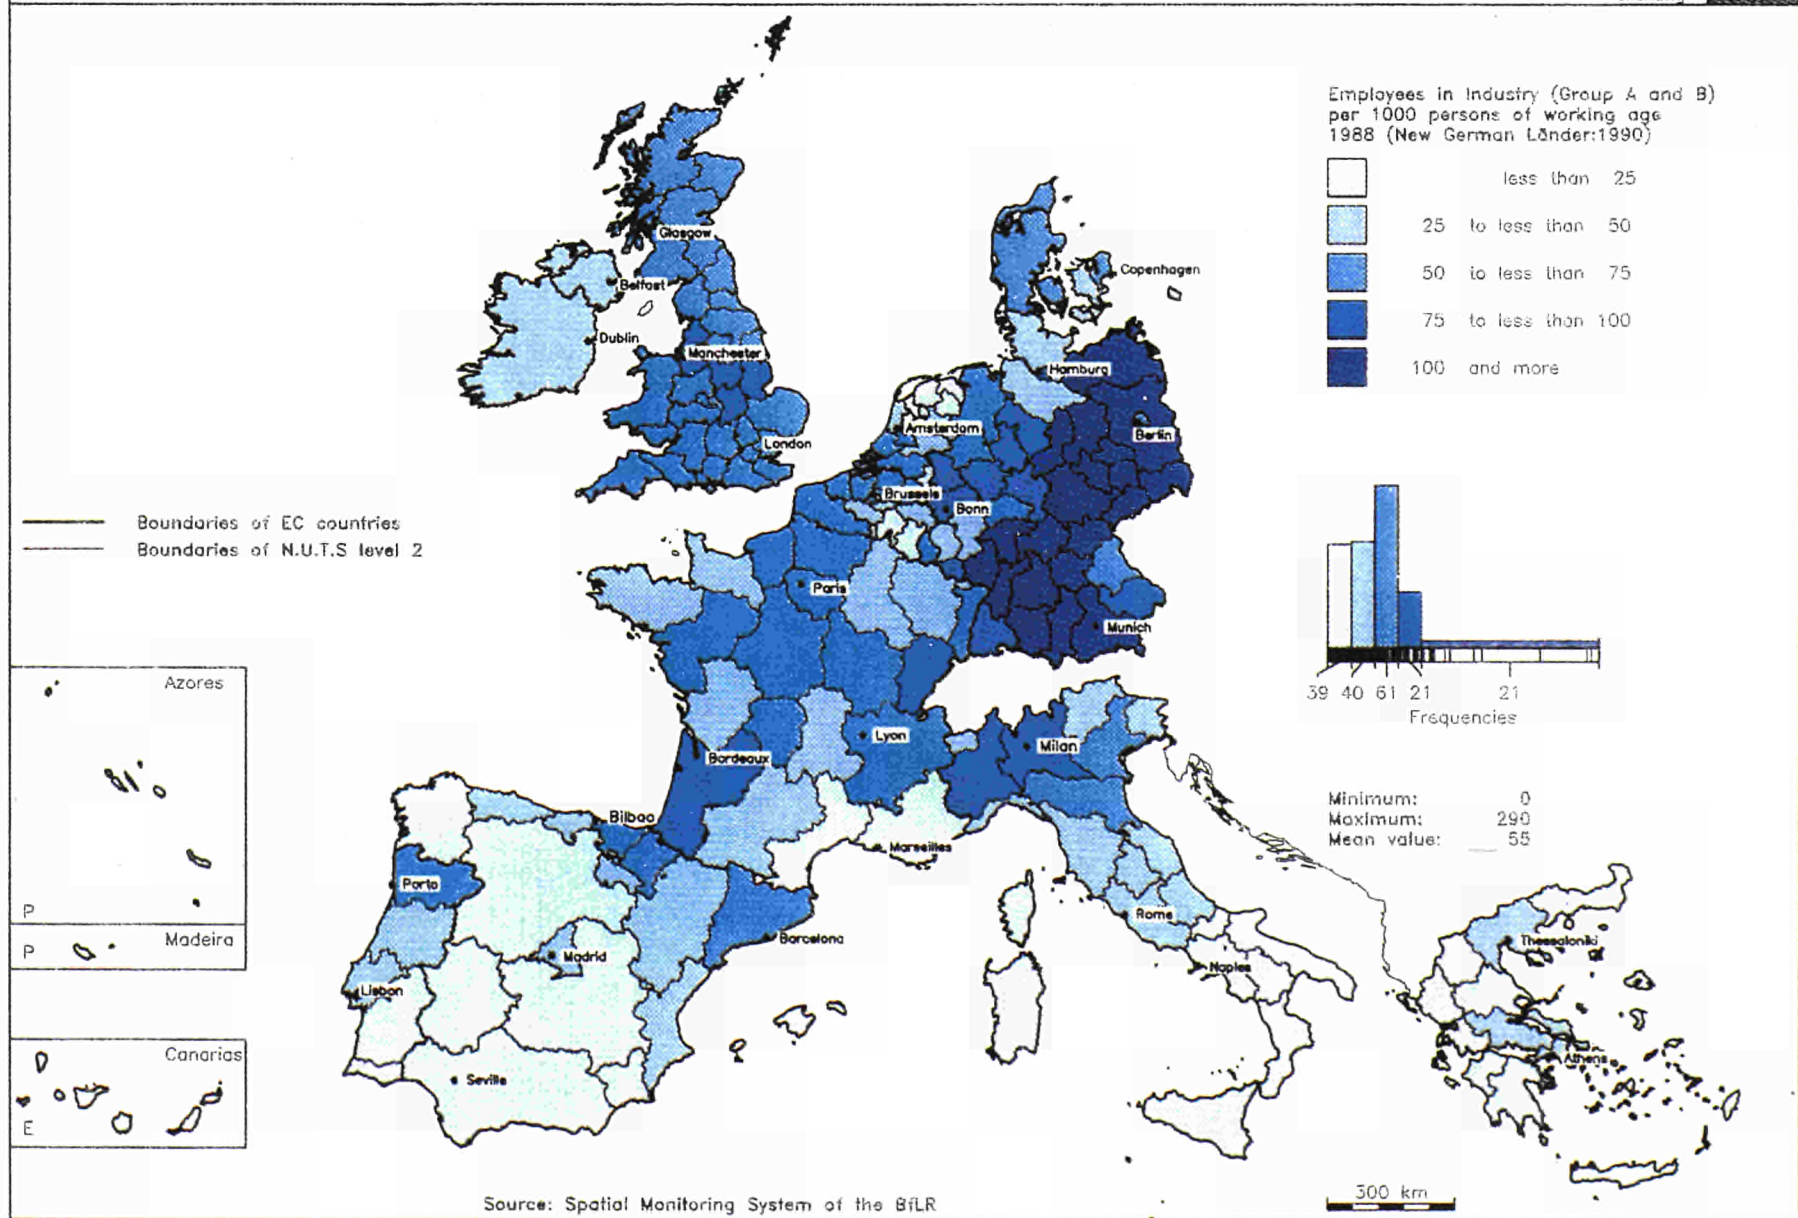 Employees in Industry (Group A and B)
per 1000 persons of working age
1988 (New German Länder:1990)
less than 25
25 to less than 50
50 to less than 75
75 to less than 100
100 and more
Glasgow
Belfast
Dublin
Manchester
London
Copenhagen
Hamburg
Amsterdam
Berlin
Brussels
Bonn
Paris
Munich
Lyon
Milan
Bordeaux
Bilbao
Marseilles
Porto
Rome
Barcelona
Madrid
Naples
Lisbon
Seville
Thessaloniki
Athens
Boundaries of EC countries
Boundaries of N.U.T.S level 2
39 40 61 21 21
Frequencies
Minimum: 0
Maximum: 290
Mean value: 55
Azores
P
Madeira
P
Canarias
E
Source: Spatial Monitoring System of the BfLR
300 km